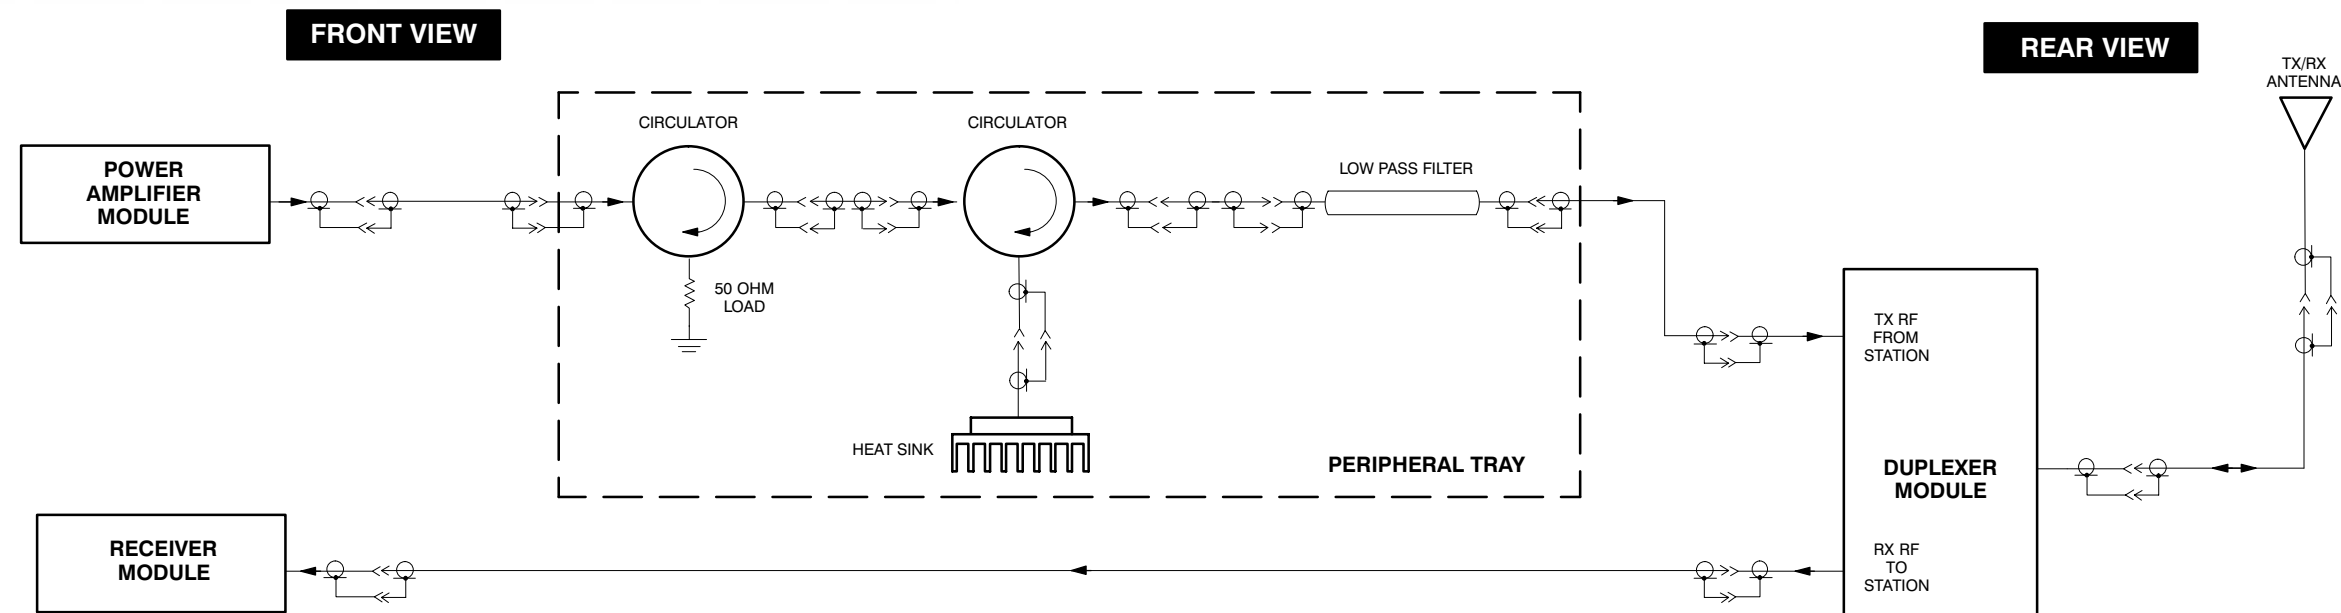 FRONT VIEW
REAR VIEW
TX/RX
ANTENNA
CIRCULATOR
CIRCULATOR
POWER
AMPLIFIER
MODULE
LOW PASS FILTER
50 OHM
LOAD
TX RF
FROM
STATION
HEAT SINK
PERIPHERAL TRAY
DUPLEXER
MODULE
RECEIVER
MODULE
RX RF
TO
STATION